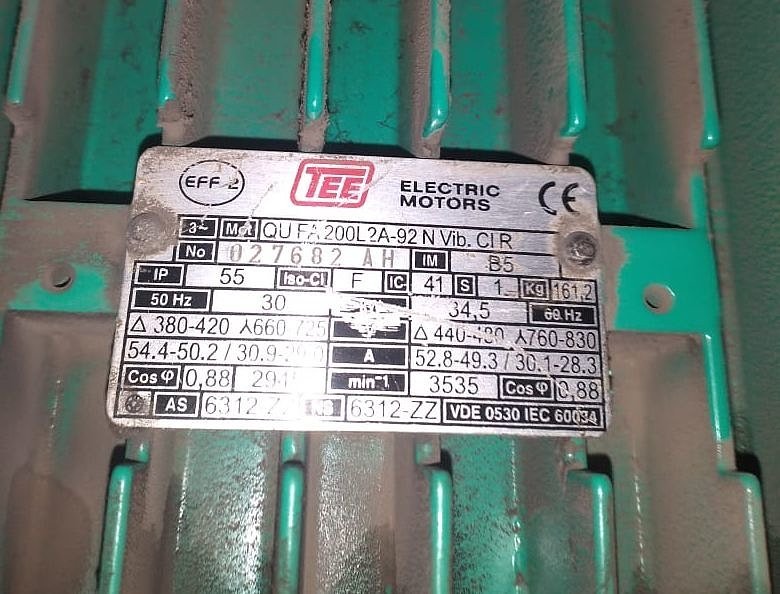 EFF 2 TEE ELECTRIC MOTORS CE
3~ Mot QU FA 200L2A-92 N Vib. Cl R
No 027682 AH IM B5
IP 55 Iso-Cl F IC 41 S 1 Kg 161,2
50 Hz 30 34,5 60 Hz
Δ 380-420 ⅄660 Δ ⅄760-830
54.4-50.2 / A 52.8-49.3 / 30.1-28.3
Cos φ 0,88 min⁻¹ 3535 Cos φ 0,88
AS 6312 6312-ZZ VDE 0530 IEC 60034